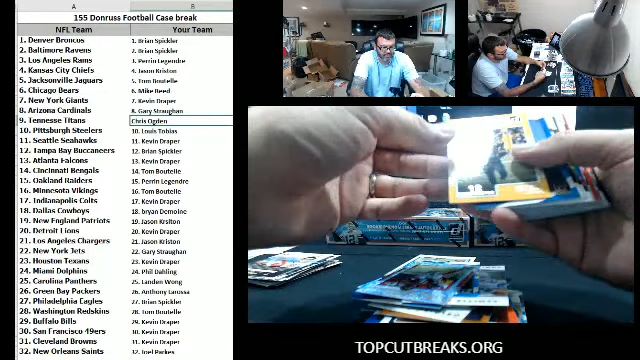 A B
155 Donruss Football Case break
NFL Team Your Team
1. Denver Broncos 1. Brian Spickler
2. Baltimore Ravens 2. Brian Spickler
3. Los Angeles Rams 3. Perrin Legendre
4. Kansas City Chiefs 4. Jason Kriston
5. Jacksonville Jaguars 5. Tom Boutelle
6. Chicago Bears 6. Mike Reed
7. New York Giants 7. Kevin Draper
8. Arizona Cardinals 8. Gary Straughan
9. Tennesse Titans Chris Ogden
10. Pittsburgh Steelers 10. Louis Tobias
11. Seattle Seahawks 11. Kevin Draper
12. Tampa Bay Buccaneers 12. Brian Spickler
13. Atlanta Falcons 13. Kevin Draper
14. Cincinnati Bengals 14. Tom Boutelle
15. Oakland Raiders 15. Perrin Legendre
16. Minnesota Vikings 16. Tom Boutelle
17. Indianapolis Colts 17. Kevin Draper
18. Dallas Cowboys 18. bryan Demoine
19. New England Patriots 19. Jason Kriston
20. Detroit Lions 20. Kevin Draper
21. Los Angeles Chargers 21. Jason Kriston
22. New York Jets 22. Gary Straughan
23. Houston Texans 23. Kevin Draper
24. Miami Dolphins 24. Phil Dahling
25. Carolina Panthers 25. Landen Wong
26. Green Bay Packers 26. Anthony Larossa
27. Philadelphia Eagles 27. Brian Spickler
28. Washington Redskins 28. Tom Boutelle
29. Buffalo Bills 29. Kevin Draper
30. San Francisco 49ers 30. Kevin Draper
31. Cleveland Browns 31. Kevin Draper
32. New Orleans Saints 32. Joel Parkes
TOPCUTBREAKS.ORG